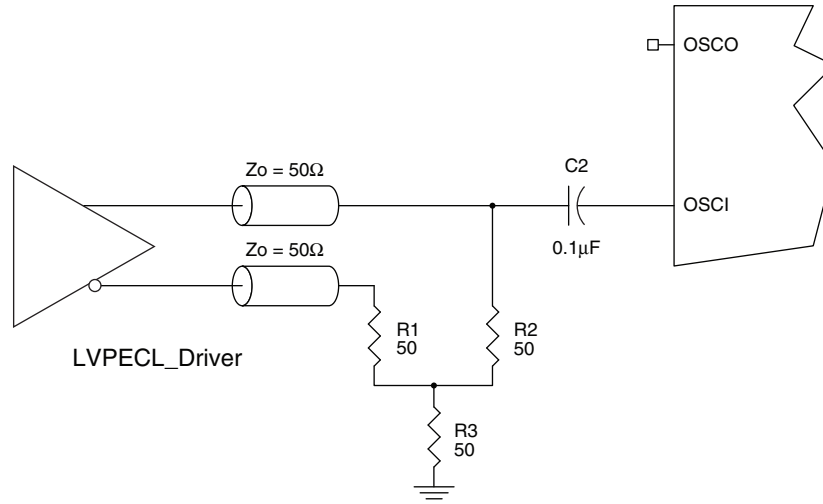 OSCO
Zo = 50Ω
C2
OSCI
0.1µF
Zo = 50Ω
R1
50
R2
50
LVPECL_Driver
R3
50